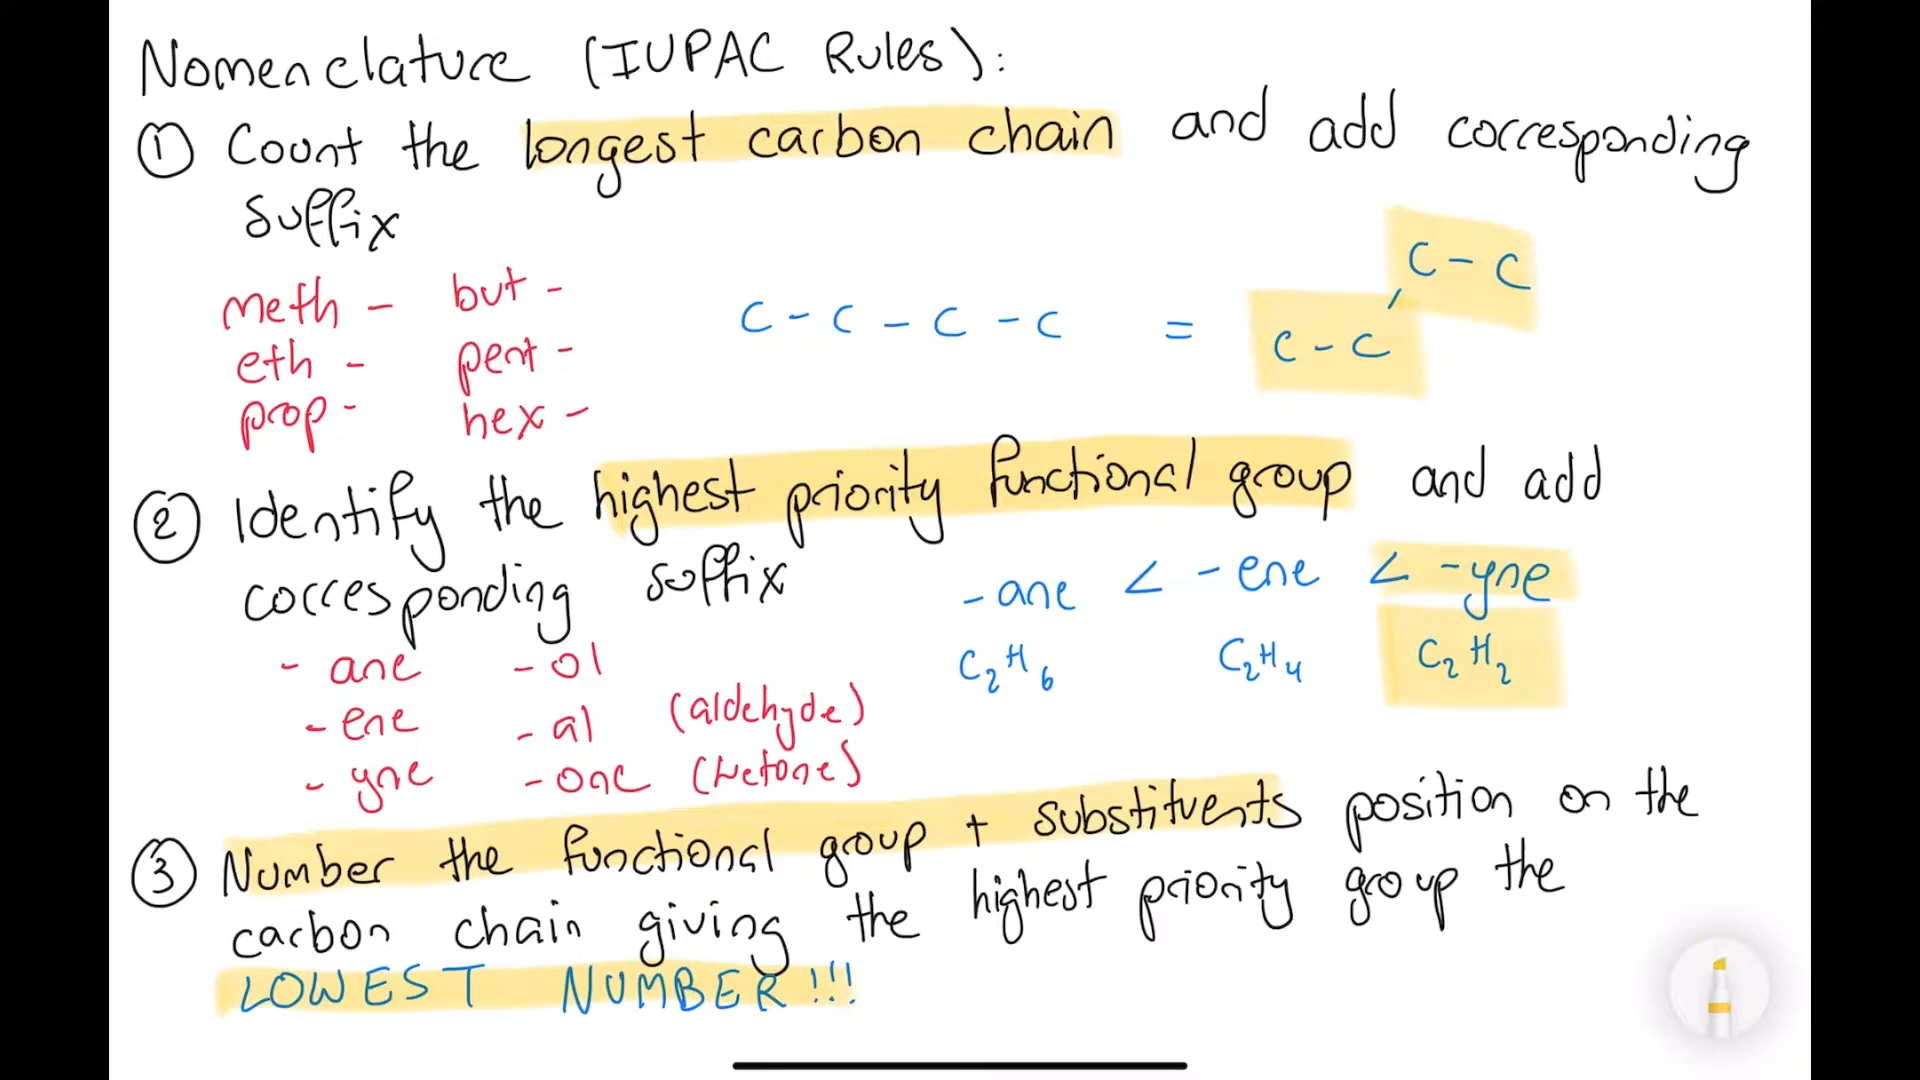 Nomenclature (IUPAC Rules):
① Count the longest carbon chain and add corresponding
suffix
meth - but -
eth - pent -
prop - hex -
C - C - C - C = C - C / C - C
② Identify the highest priority functional group and add
corresponding suffix
- ane < - ene < - yne
C2H6 C2H4 C2H2
- ane - ol
- ene - al (aldehyde)
- yne - one (ketone)
③ Number the functional group + substituents position on the
carbon chain giving the highest priority group the
LOWEST NUMBER!!!